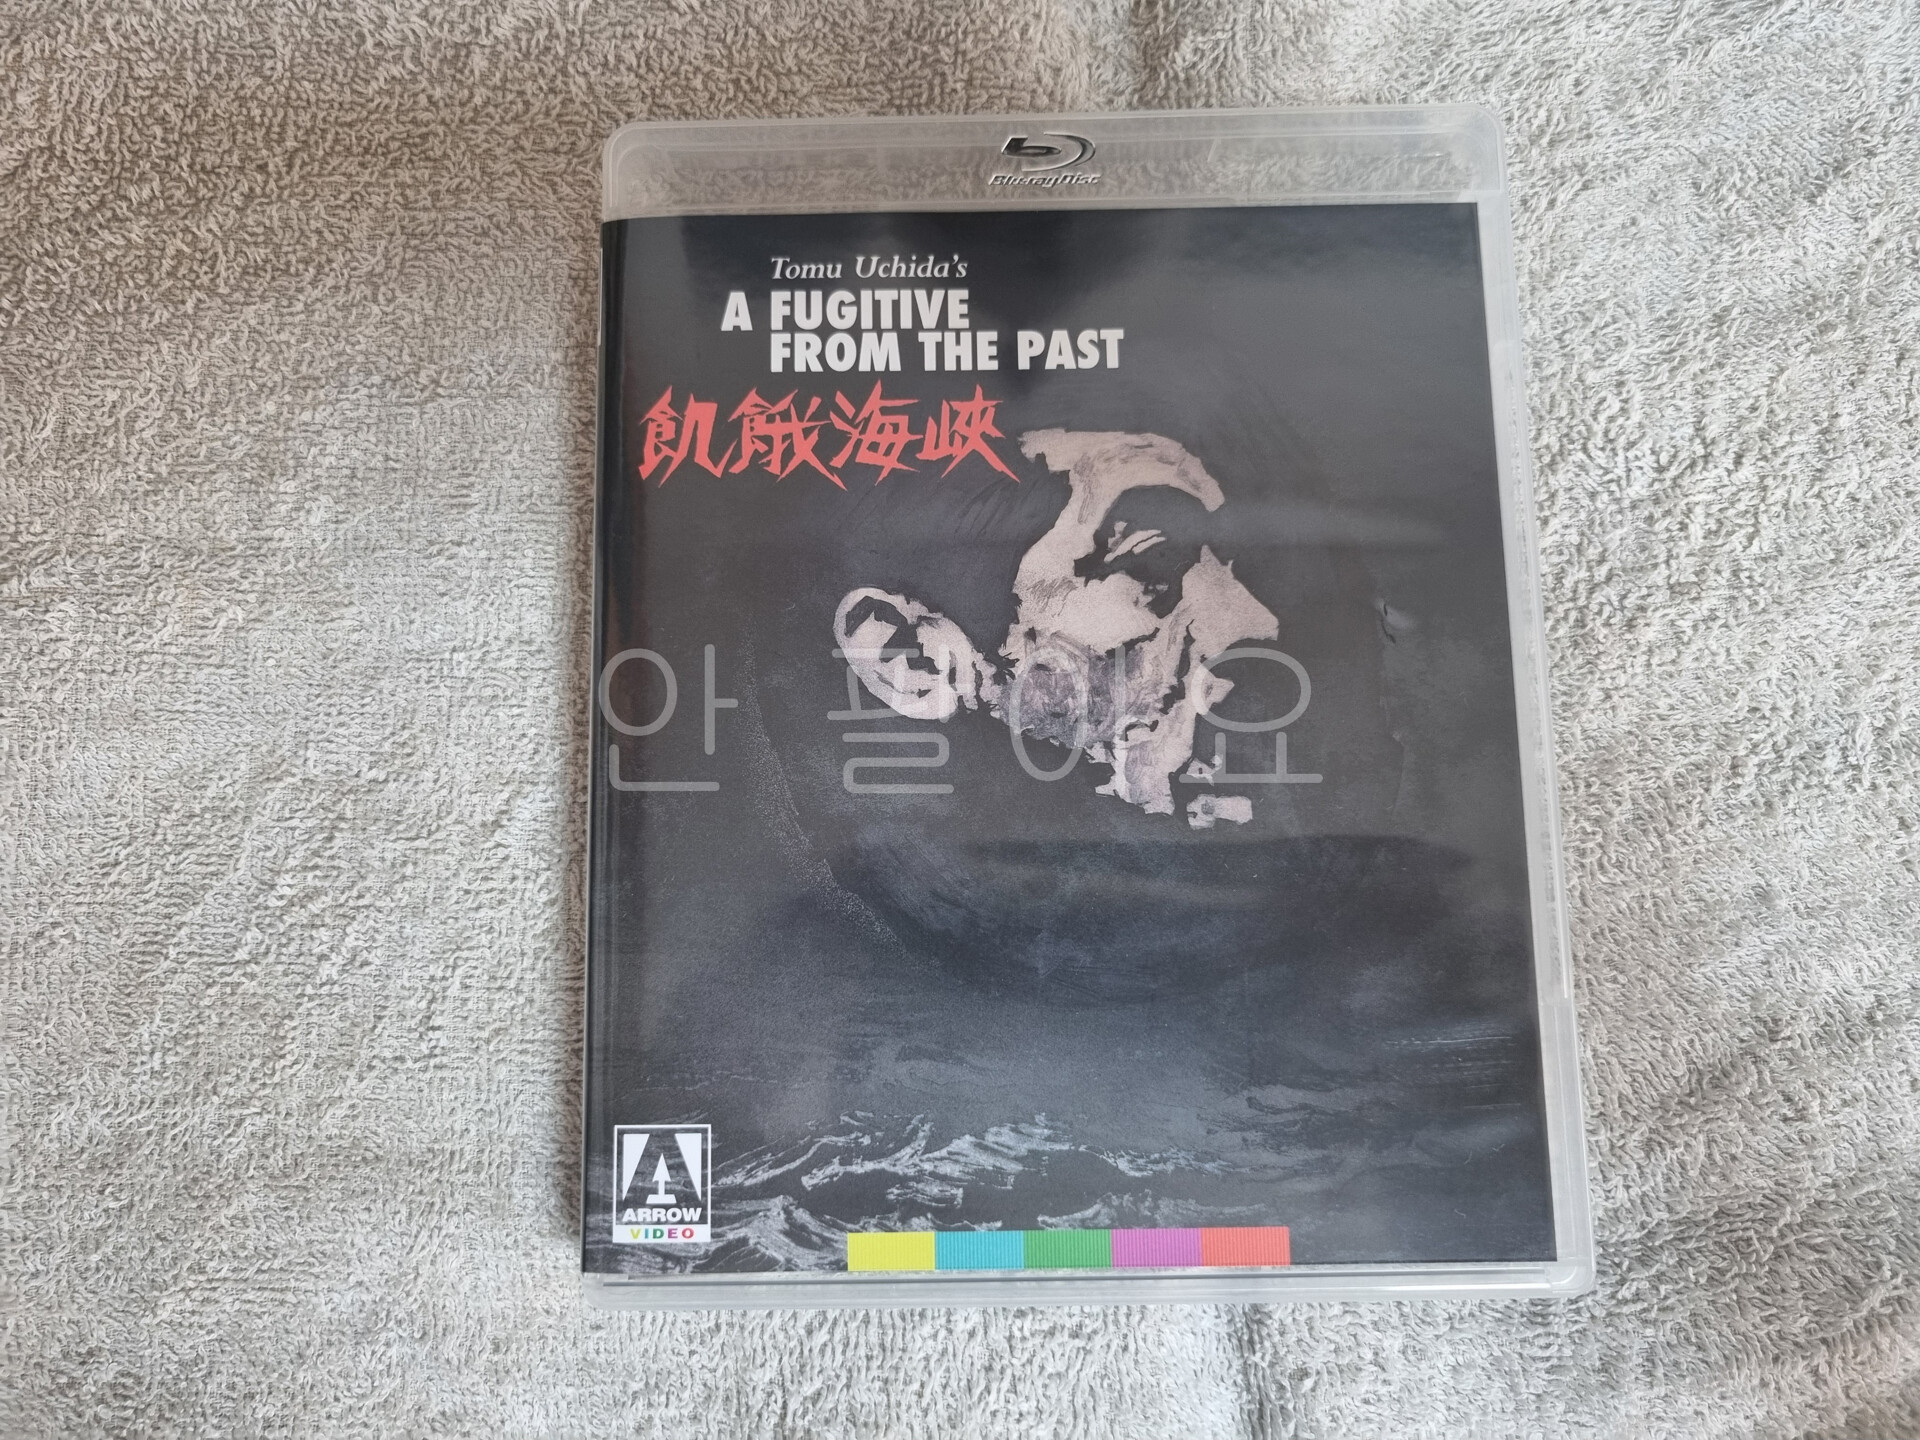 Blu-ray Disc
Tomu Uchida's
A FUGITIVE
FROM THE PAST
飢餓海峡
안 팔아요
ARROW
VIDEO